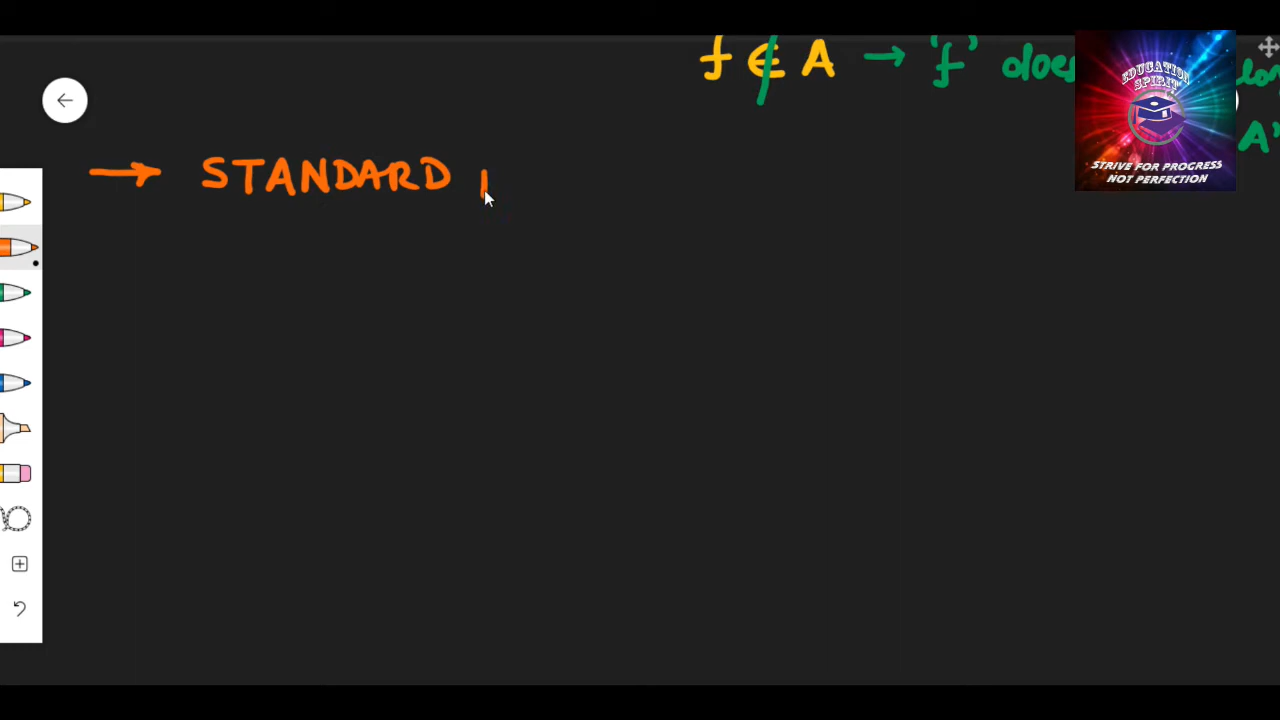 f ∉ A → 'f' does
A'
→ STANDARD
EDUCATION
SPIRIT
STRIVE FOR PROGRESS
NOT PERFECTION